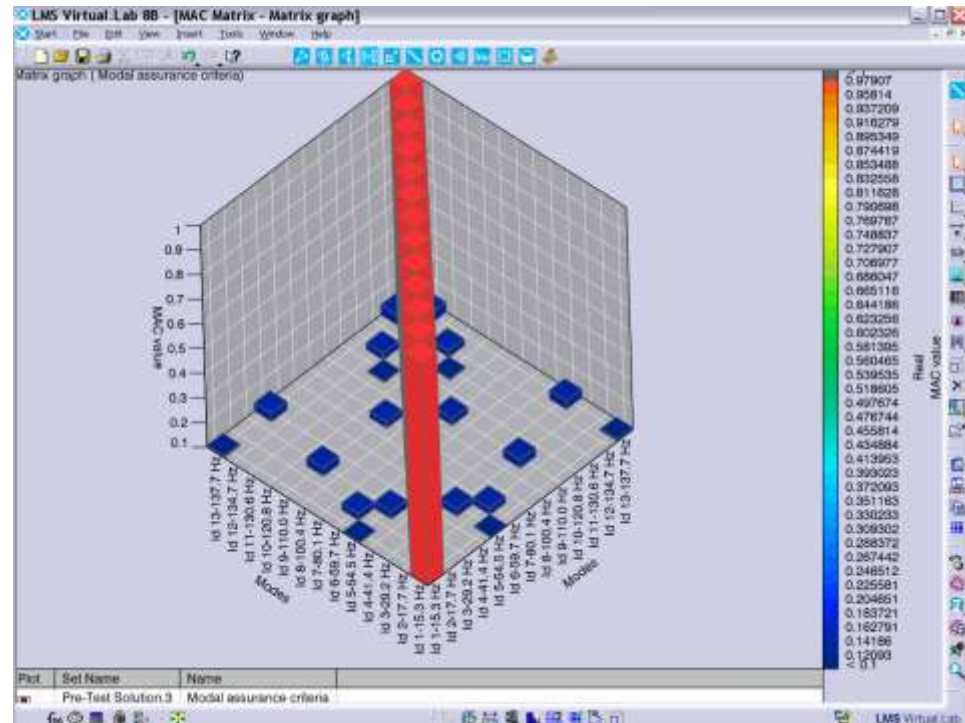 LMS Virtual.Lab 8B - [MAC Matrix - Matrix graph]
Start File Edit View Insert Tools Window Help
Matrix graph ( Modal assurance criteria)
1
0.9
0.8
0.7
0.6
0.5
0.4
0.3
0.2
0.1
MAC value
Id 13-137.7 Hz
Id 12-134.7 Hz
Id 11-130.6 Hz
Id 10-120.8 Hz
Id 9-110.0 Hz
Id 8-100.4 Hz
Id 7-80.1 Hz
Id 6-59.7 Hz
Id 5-54.5 Hz
Id 4-41.4 Hz
Id 3-29.2 Hz
Id 2-17.7 Hz
Id 1-15.3 Hz
Modes
Id 1-15.3 Hz
Id 2-17.7 Hz
Id 3-29.2 Hz
Id 4-41.4 Hz
Id 5-54.5 Hz
Id 6-59.7 Hz
Id 7-80.1 Hz
Id 8-100.4 Hz
Id 9-110.0 Hz
Id 10-120.8 Hz
Id 11-130.6 Hz
Id 12-134.7 Hz
Id 13-137.7 Hz
Modes
0.97907
0.95814
0.937209
0.916279
0.895349
0.874419
0.853488
0.832558
0.811628
0.790698
0.769767
0.748837
0.727907
0.706977
0.686047
0.665116
0.644186
0.623256
0.602326
0.581395
0.560465
0.539535
0.518605
0.497674
0.476744
0.455814
0.434884
0.413953
0.393023
0.372093
0.351163
0.330233
0.309302
0.288372
0.267442
0.246512
0.225581
0.204651
0.183721
0.162791
0.14186
0.12093
< 0.1
Real
MAC value
Plot Set Name Name
Pre-Test Solution.3 Modal assurance criteria
LMS Virtual.Lab